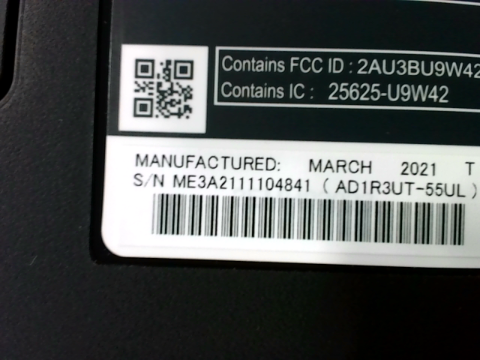 Contains FCC ID : 2AU3BU9W42
Contains IC : 25625-U9W42
MANUFACTURED: MARCH 2021 T
S/N ME3A2111104841 ( AD1R3UT-55UL )